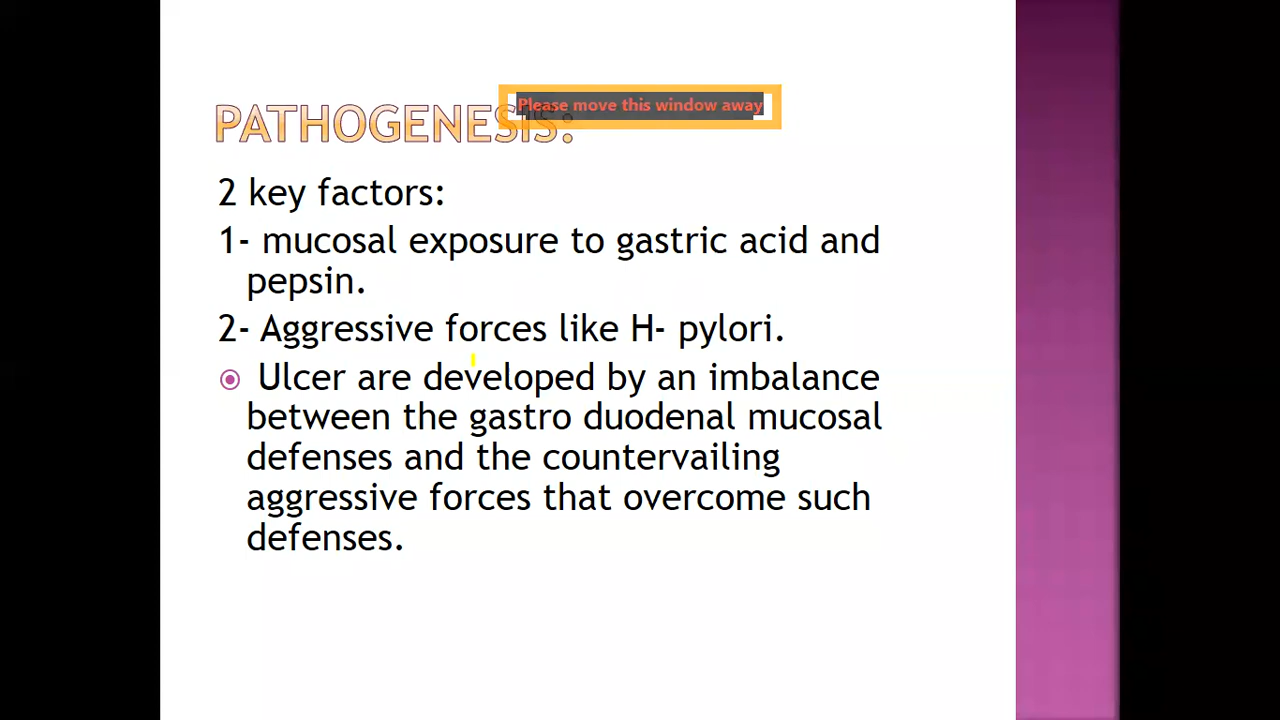 Please move this window away
PATHOGENESIS:
2 key factors:
1- mucosal exposure to gastric acid and
pepsin.
2- Aggressive forces like H- pylori.
Ulcer are developed by an imbalance
between the gastro duodenal mucosal
defenses and the countervailing
aggressive forces that overcome such
defenses.